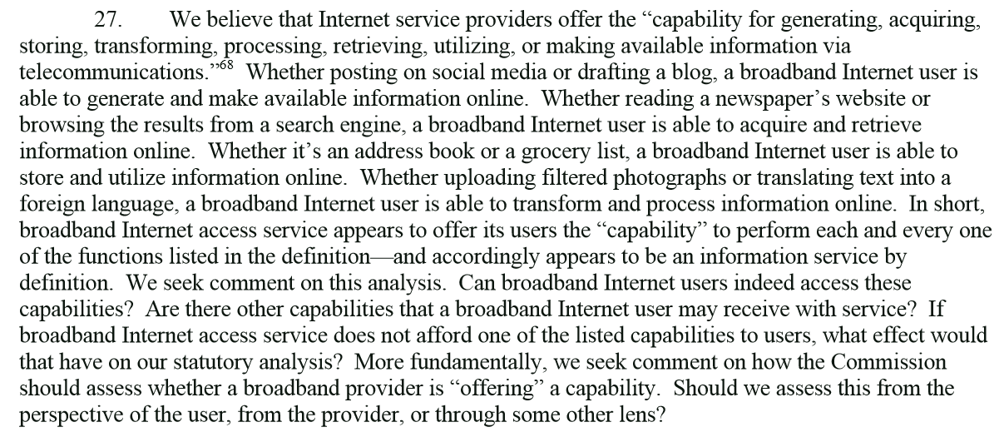 27. We believe that Internet service providers offer the “capability for generating, acquiring,
storing, transforming, processing, retrieving, utilizing, or making available information via
telecommunications.”68 Whether posting on social media or drafting a blog, a broadband Internet user is
able to generate and make available information online. Whether reading a newspaper’s website or
browsing the results from a search engine, a broadband Internet user is able to acquire and retrieve
information online. Whether it’s an address book or a grocery list, a broadband Internet user is able to
store and utilize information online. Whether uploading filtered photographs or translating text into a
foreign language, a broadband Internet user is able to transform and process information online. In short,
broadband Internet access service appears to offer its users the “capability” to perform each and every one
of the functions listed in the definition—and accordingly appears to be an information service by
definition. We seek comment on this analysis. Can broadband Internet users indeed access these
capabilities? Are there other capabilities that a broadband Internet user may receive with service? If
broadband Internet access service does not afford one of the listed capabilities to users, what effect would
that have on our statutory analysis? More fundamentally, we seek comment on how the Commission
should assess whether a broadband provider is “offering” a capability. Should we assess this from the
perspective of the user, from the provider, or through some other lens?